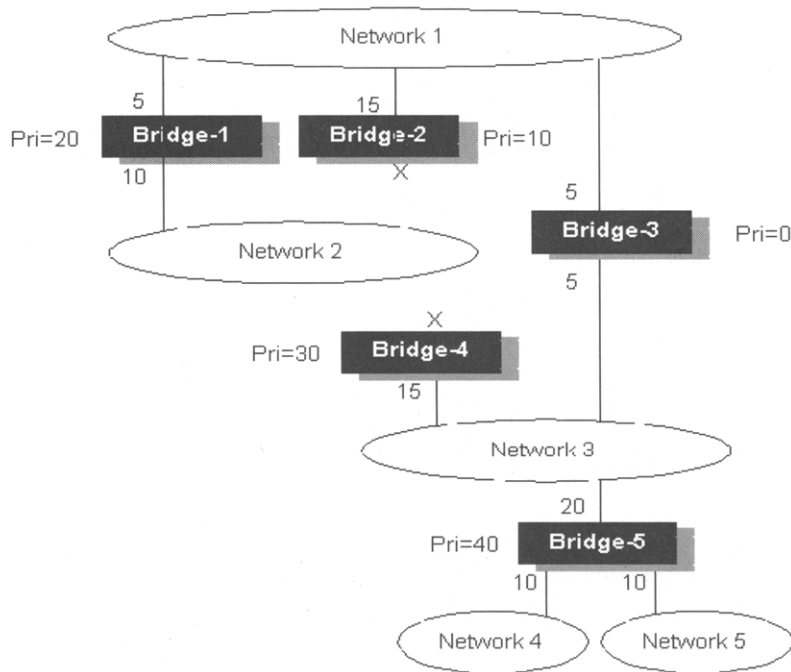 Network 1
5
15
Pri=20
Bridge-1
Bridge-2
Pri=10
10
X
5
Bridge-3
Pri=0
Network 2
5
X
Pri=30
Bridge-4
15
Network 3
20
Pri=40
Bridge-5
10
10
Network 4
Network 5